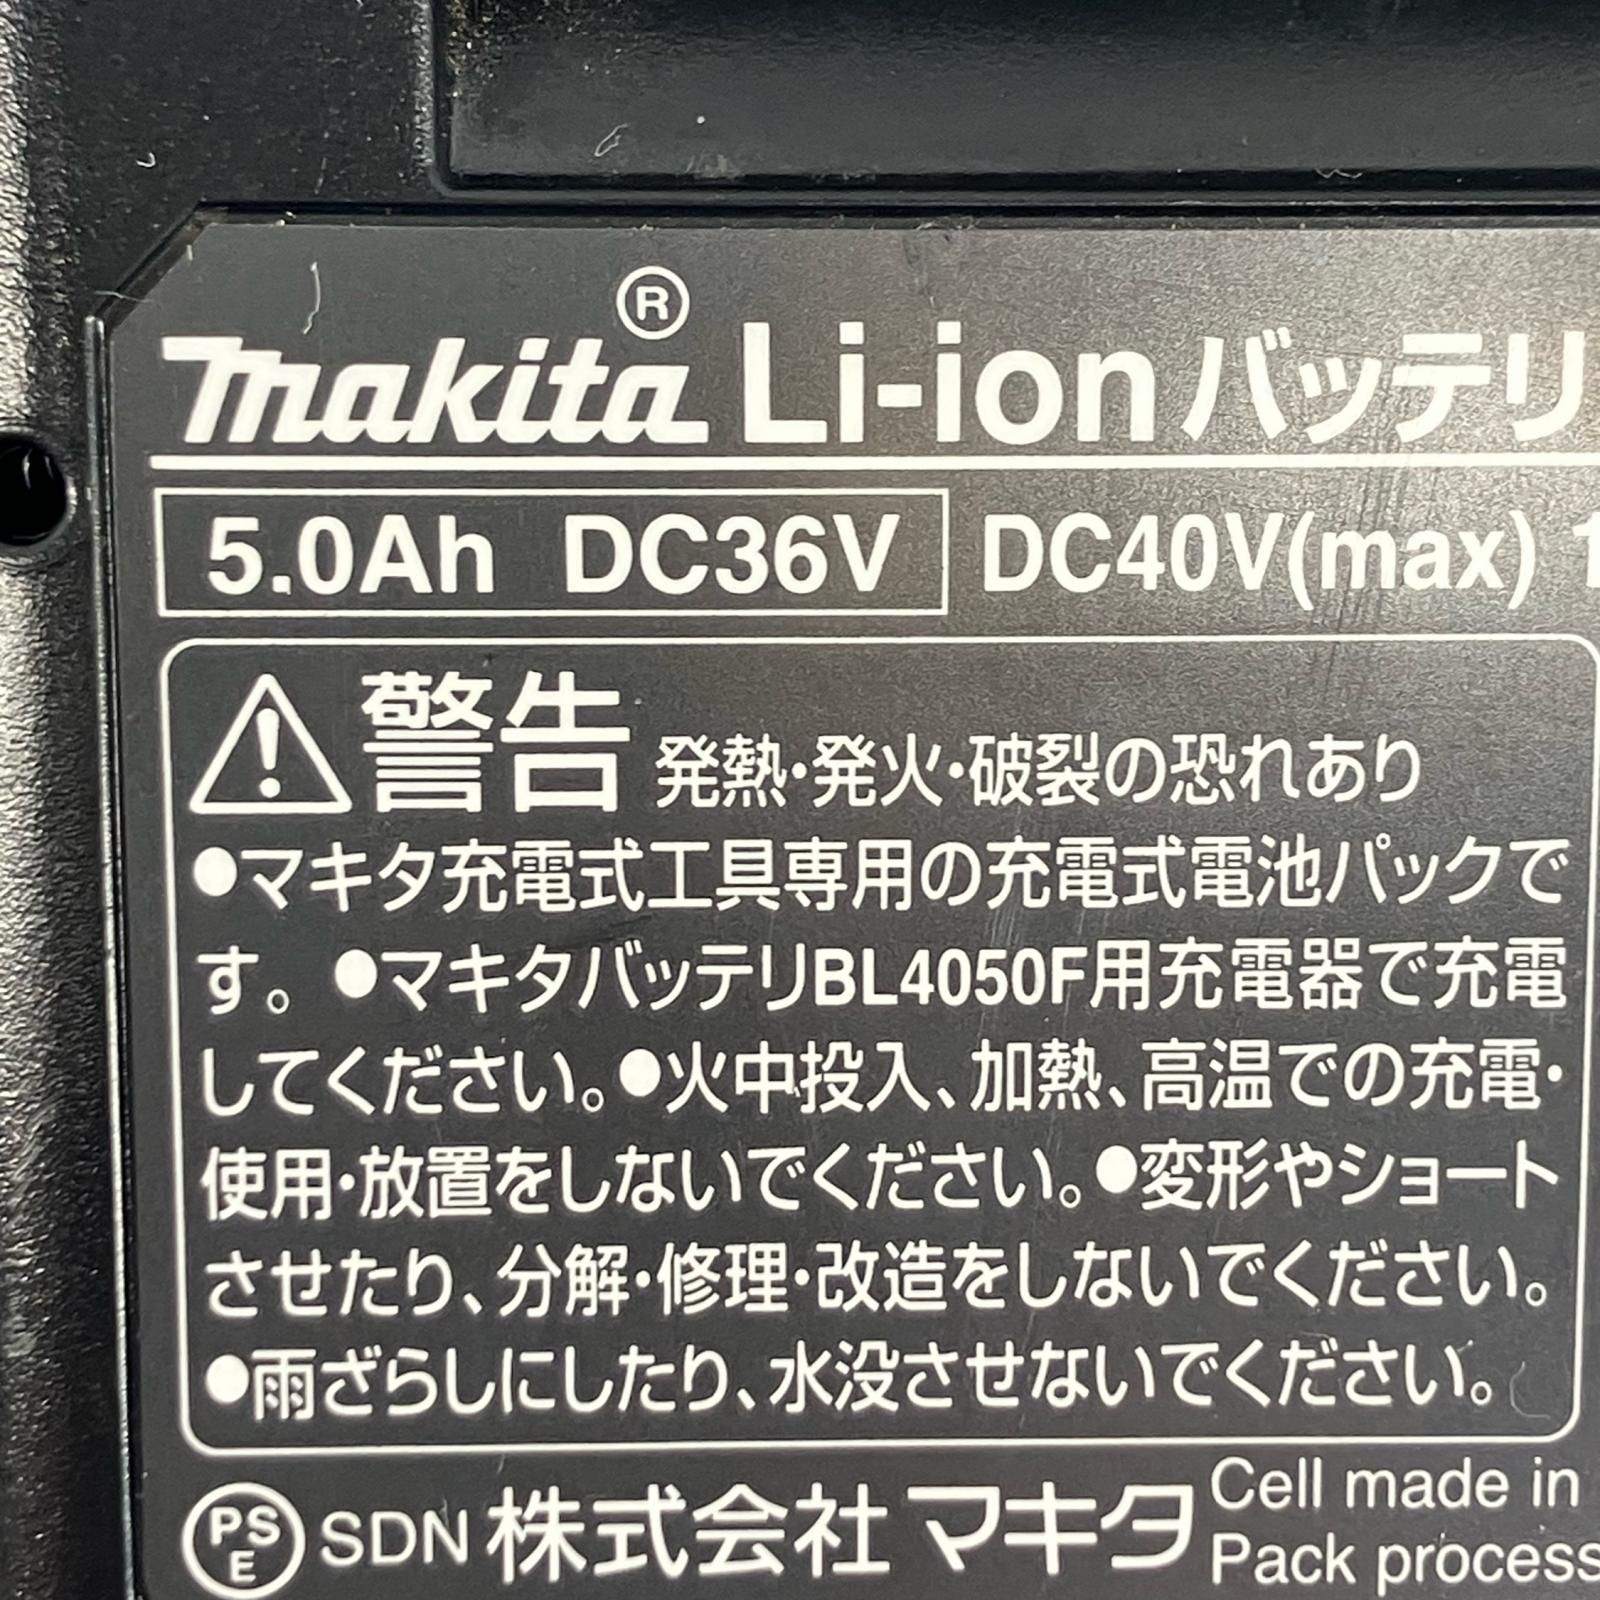 makita® Li-ionバッテリ
5.0Ah DC36V DC40V(max)
警告 発熱・発火・破裂の恐れあり
●マキタ充電式工具専用の充電式電池パックで
す。●マキタバッテリBL4050F用充電器で充電
してください。●火中投入、加熱、高温での充電・
使用・放置をしないでください。●変形やショート
させたり、分解・修理・改造をしないでください。
●雨ざらしにしたり、水没させないでください。
PSE SDN 株式会社マキタ
Cell made in
Pack process